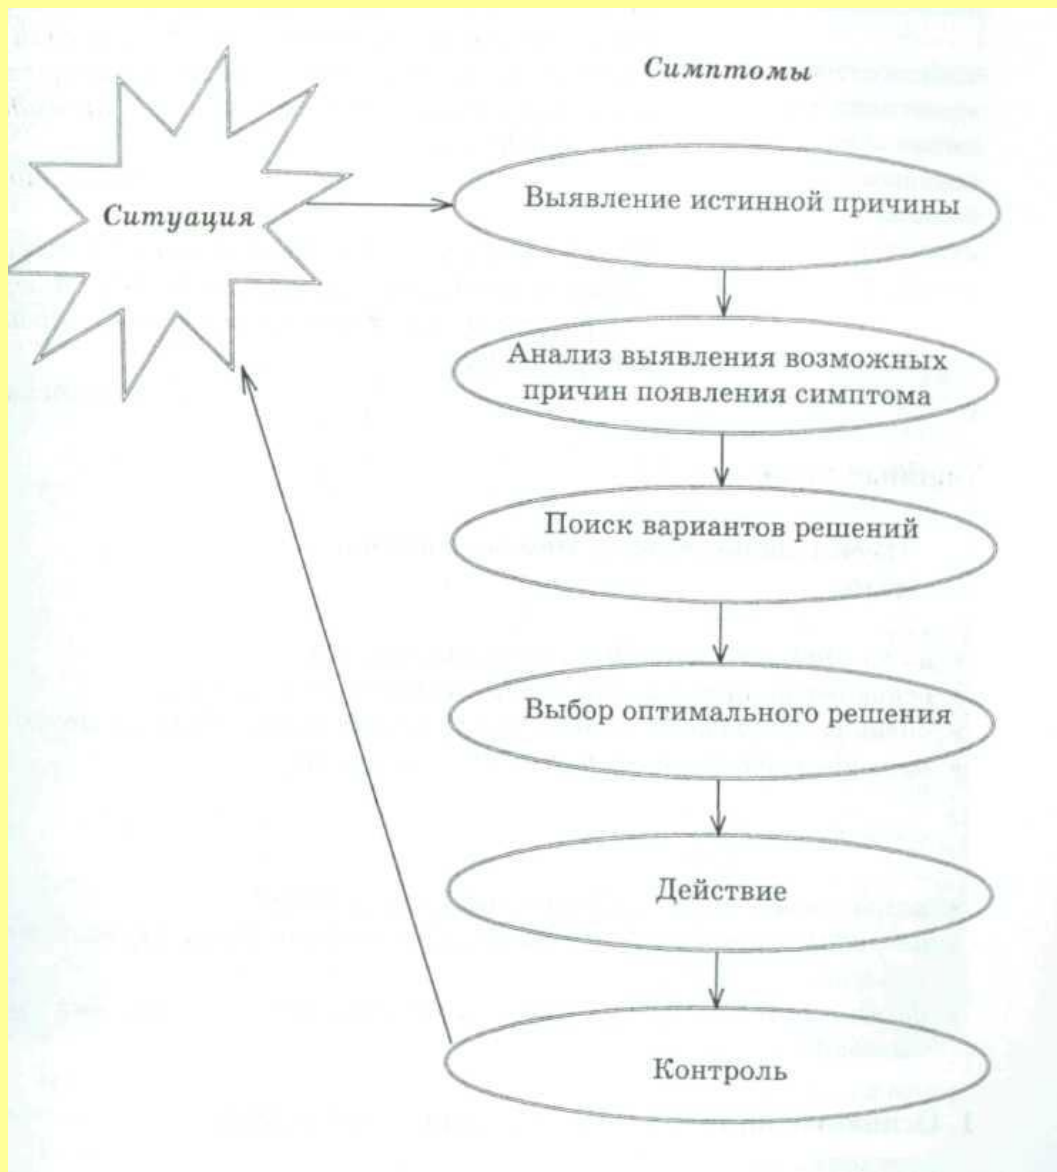 Симптомы
Ситуация
Выявление истинной причины
Анализ выявления возможных
причин появления симптома
Поиск вариантов решений
Выбор оптимального решения
Действие
Контроль